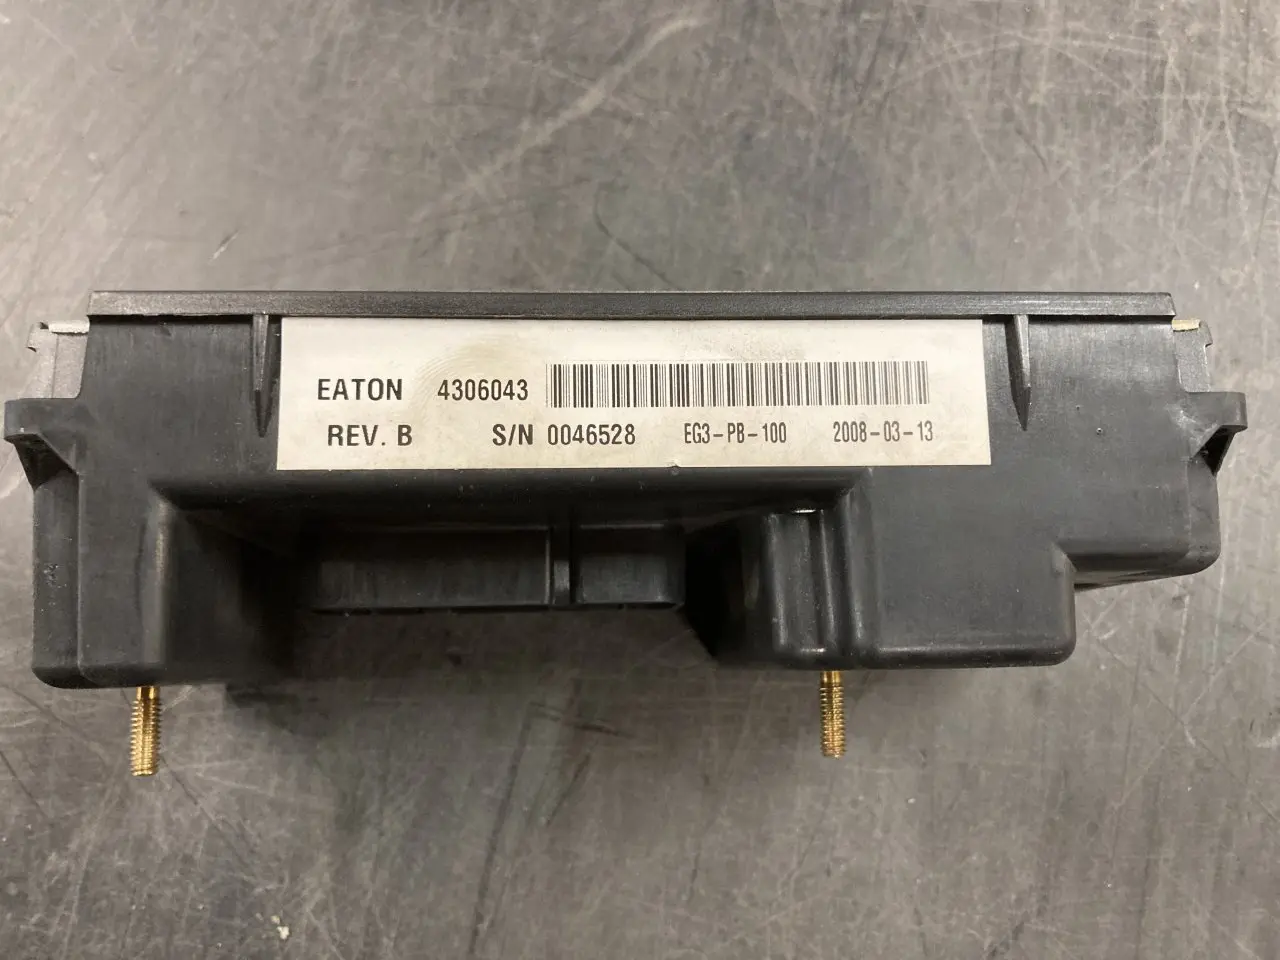 EATON 4306043
REV. B S/N 0046528 EG3-PB-100 2008-03-13